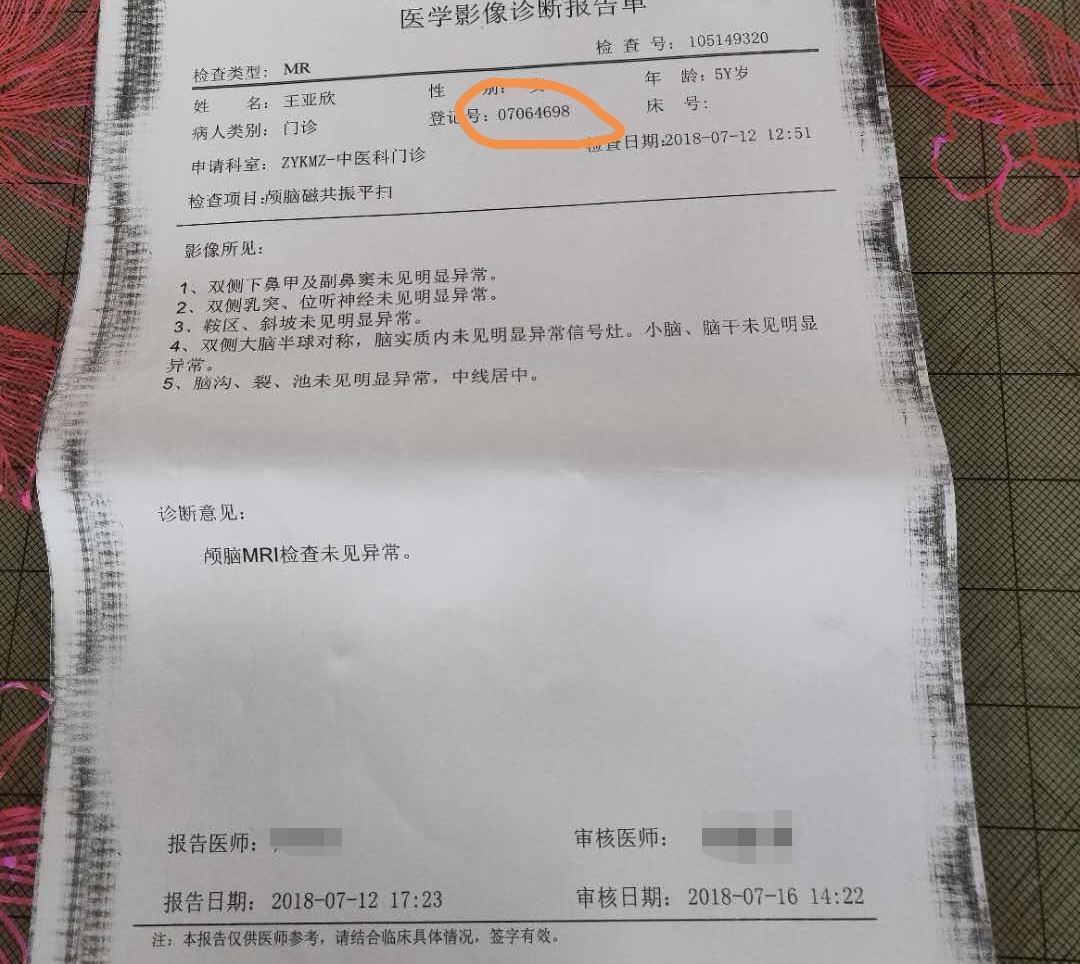 医学影像诊断报告单
检 查 号: 105149320
检查类型: MR
姓 名: 王亚欣 性 别: 年 龄: 5Y岁
病人类别: 门诊 登记号: 07064698 床 号:
申请科室: ZYKMZ-中医科门诊 检查日期:2018-07-12 12:51
检查项目:颅脑磁共振平扫
影像所见:
1、双侧下鼻甲及副鼻窦未见明显异常。
2、双侧乳突、位听神经未见明显异常。
3、鞍区、斜坡未见明显异常。
4、双侧大脑半球对称，脑实质内未见明显异常信号灶。小脑、脑干未见明显
异常。
5、脑沟、裂、池未见明显异常，中线居中。
诊断意见:
颅脑MRI检查未见异常。
报告医师: 审核医师:
报告日期: 2018-07-12 17:23 审核日期: 2018-07-16 14:22
注: 本报告仅供医师参考，请结合临床具体情况，签字有效。